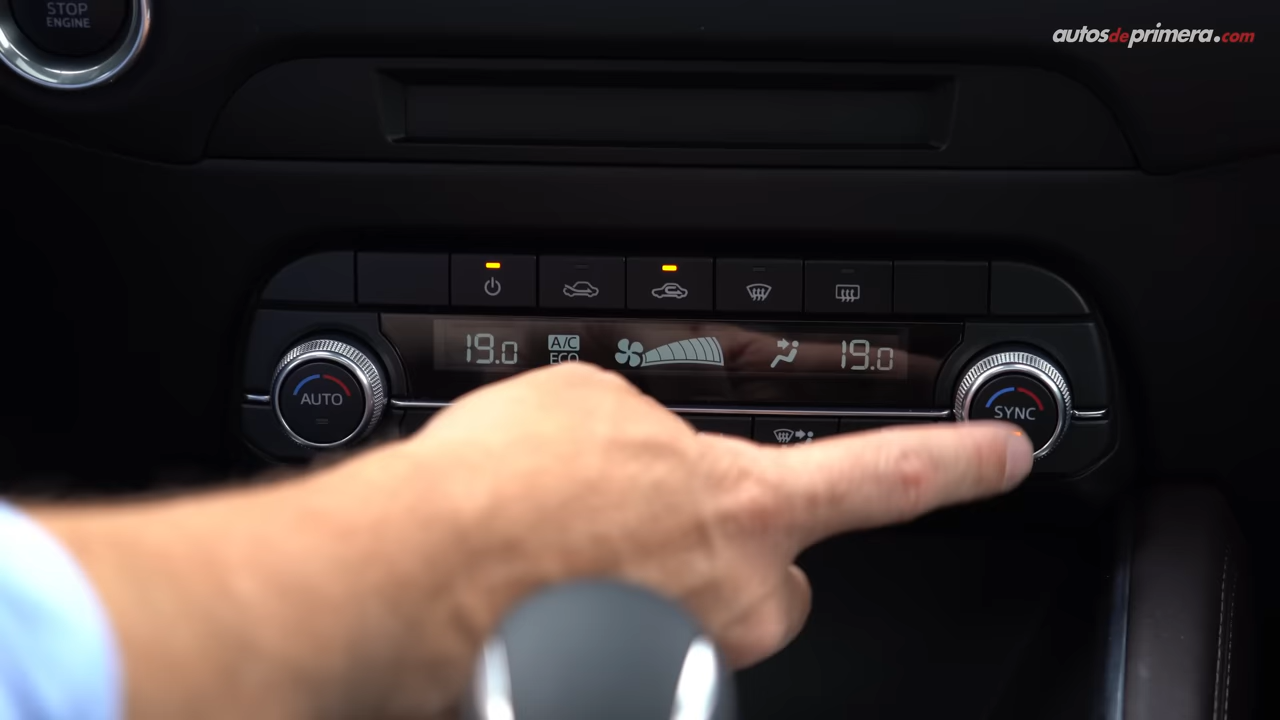 STOP
ENGINE
autosdeprimera.com
19.0
A/C
ECO
19.0
AUTO
SYNC